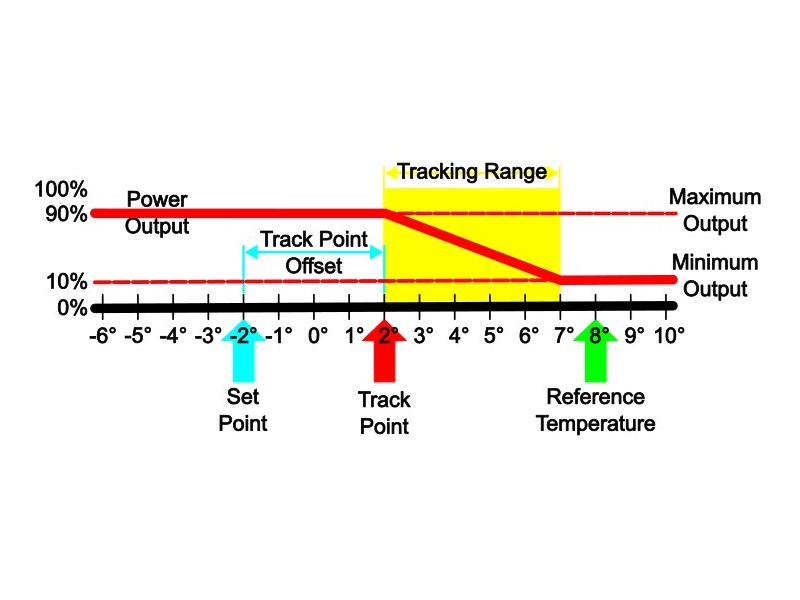 Tracking Range
100%
Power
Output
90%
Maximum
Output
Track Point
Offset
Minimum
Output
10%
0%
-6° -5° -4° -3° -2° -1° 0° 1° 2° 3° 4° 5° 6° 7° 8° 9° 10°
Set
Point
Track
Point
Reference
Temperature